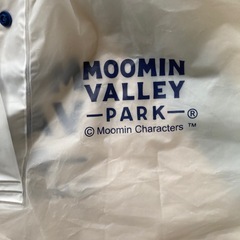 MOOMIN
VALLEY
—PARK—®
© Moomin Characters ™